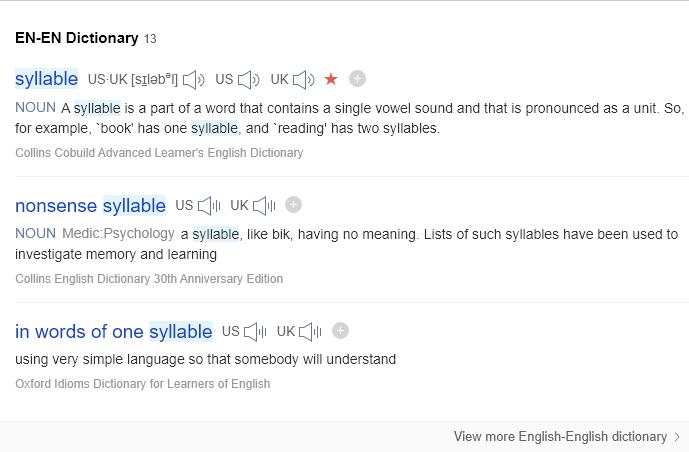 EN-EN Dictionary 13
syllable US·UK [sɪləbᵊl] US UK
NOUN A syllable is a part of a word that contains a single vowel sound and that is pronounced as a unit. So,
for example, `book' has one syllable, and `reading' has two syllables.
Collins Cobuild Advanced Learner's English Dictionary
nonsense syllable US UK
NOUN Medic:Psychology a syllable, like bik, having no meaning. Lists of such syllables have been used to
investigate memory and learning
Collins English Dictionary 30th Anniversary Edition
in words of one syllable US UK
using very simple language so that somebody will understand
Oxford Idioms Dictionary for Learners of English
View more English-English dictionary